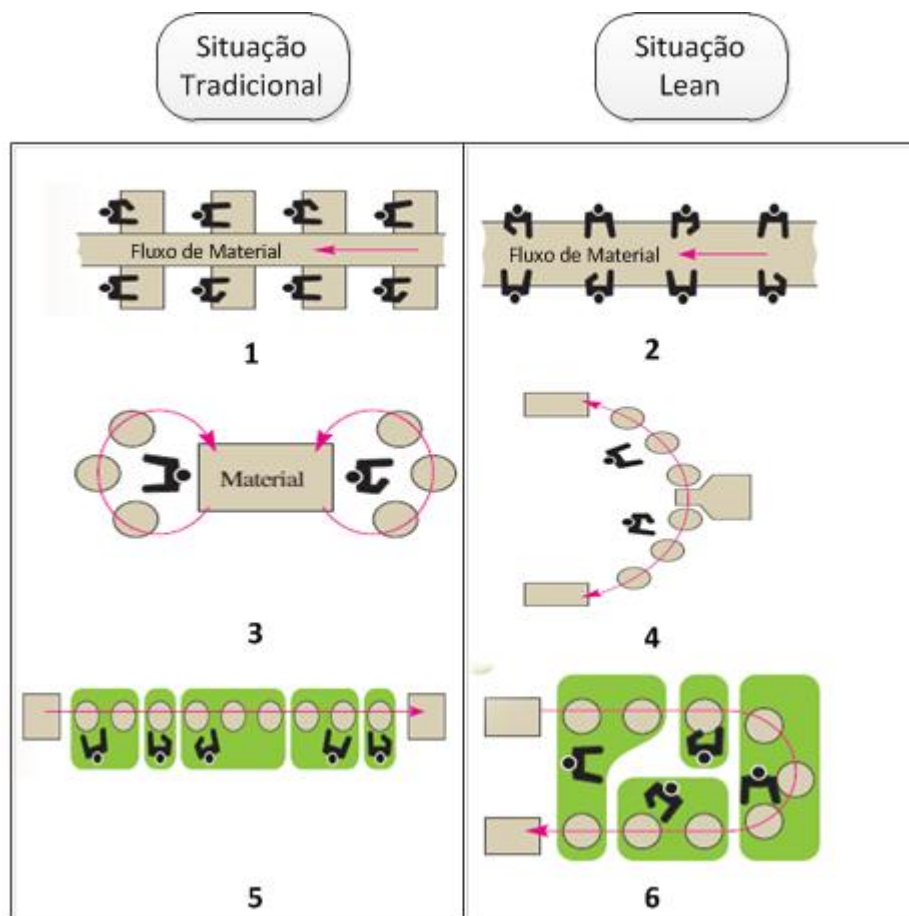 Situação
Tradicional
Situação
Lean
Fluxo de Material
1
Fluxo de Material
2
Material
3
4
5
6